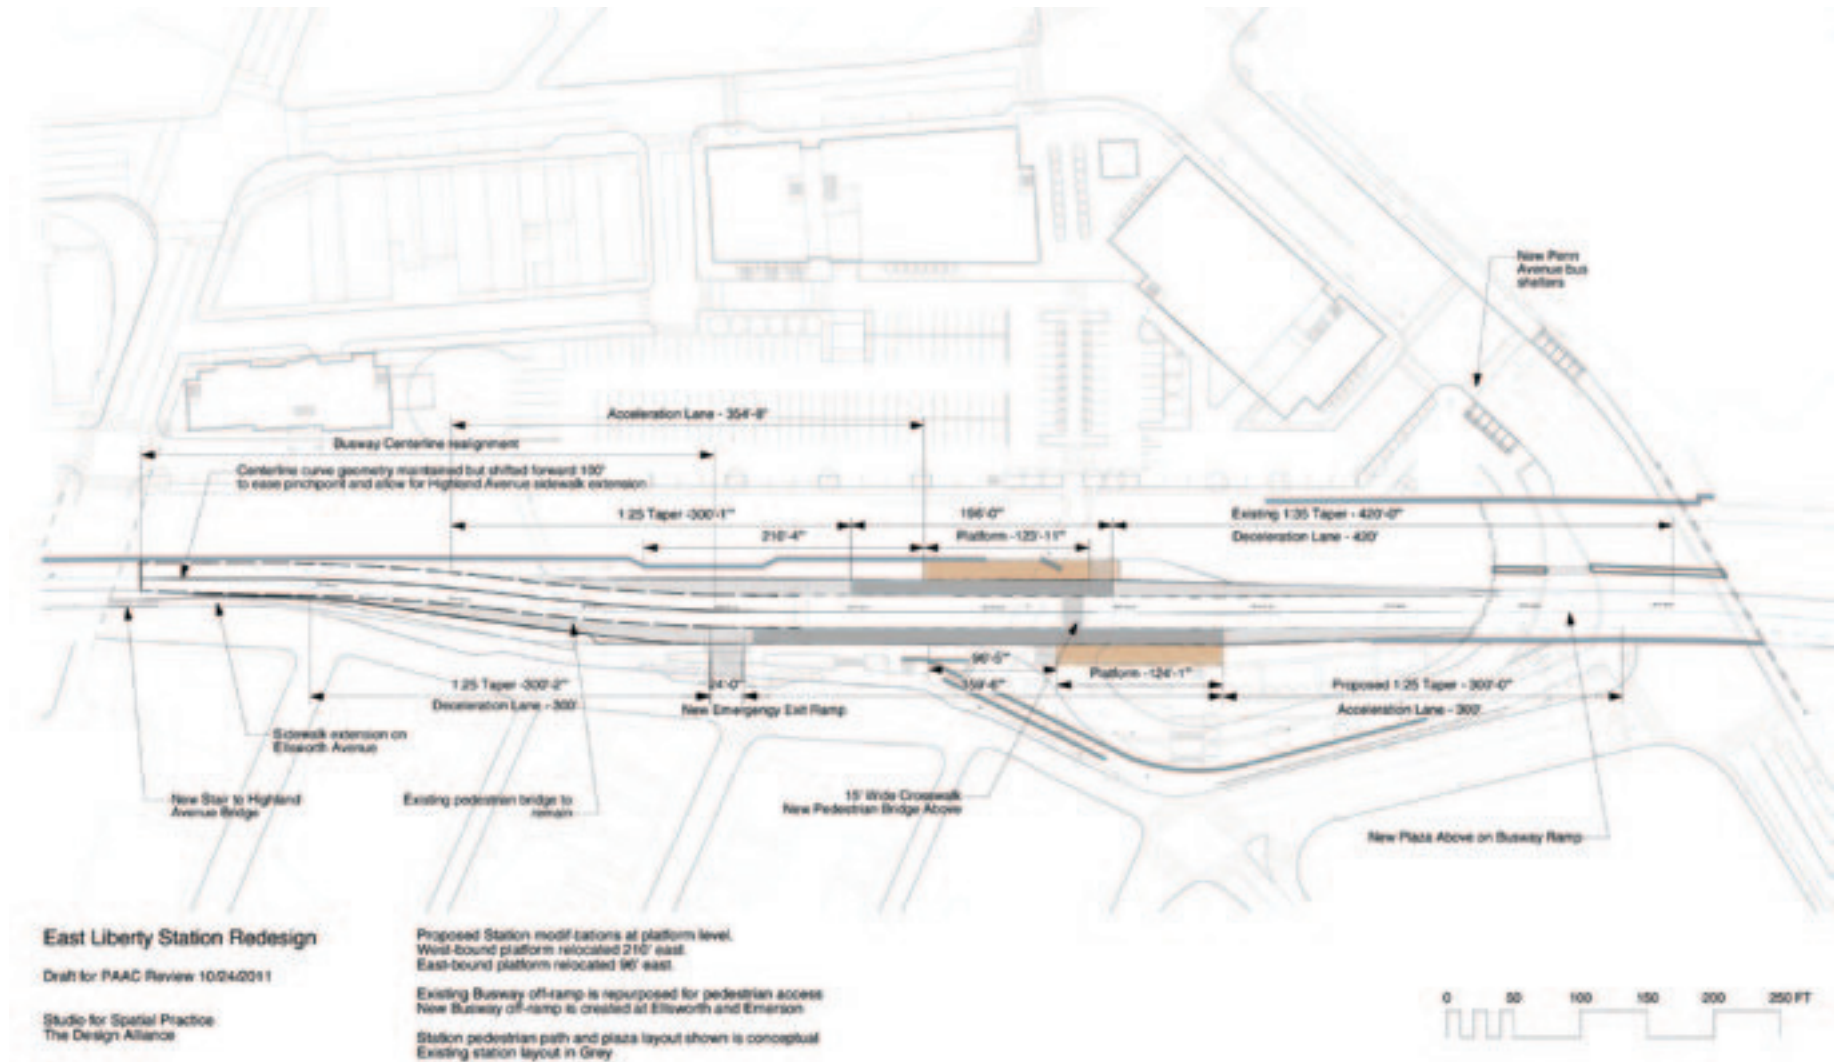 New Penn
Avenue bus
shelters
Acceleration Lane - 354'-8"
Busway Centerline realignment
Centerline curve geometry maintained but shifted forward 100'
to ease pinchpoint and allow for Highland Avenue sidewalk extension
1:25 Taper -300'-1"
196'-0"
Existing 1:35 Taper - 420'-0"
210'-4"
Platform -123'-11"
Deceleration Lane - 420'
96'-5"
Platform -124'-1"
1:25 Taper -300'-2"
24'-0"
159'-6"
Proposed 1:25 Taper - 300'-0"
Deceleration Lane - 300'
New Emergency Exit Ramp
Acceleration Lane - 300'
Sidewalk extension on
Ellsworth Avenue
New Stair to Highland
Avenue Bridge
Existing pedestrian bridge to
remain
15' Wide Crosswalk
New Pedestrian Bridge Above
New Plaza Above on Busway Ramp
East Liberty Station Redesign
Draft for PAAC Review 10/24/2011
Studio for Spatial Practice
The Design Alliance
Proposed Station modifications at platform level.
West-bound platform relocated 210' east.
East-bound platform relocated 96' east.
Existing Busway off-ramp is repurposed for pedestrian access
New Busway off-ramp is created at Ellsworth and Emerson
Station pedestrian path and plaza layout shown is conceptual
Existing station layout in Grey
0 50 100 150 200 250 FT